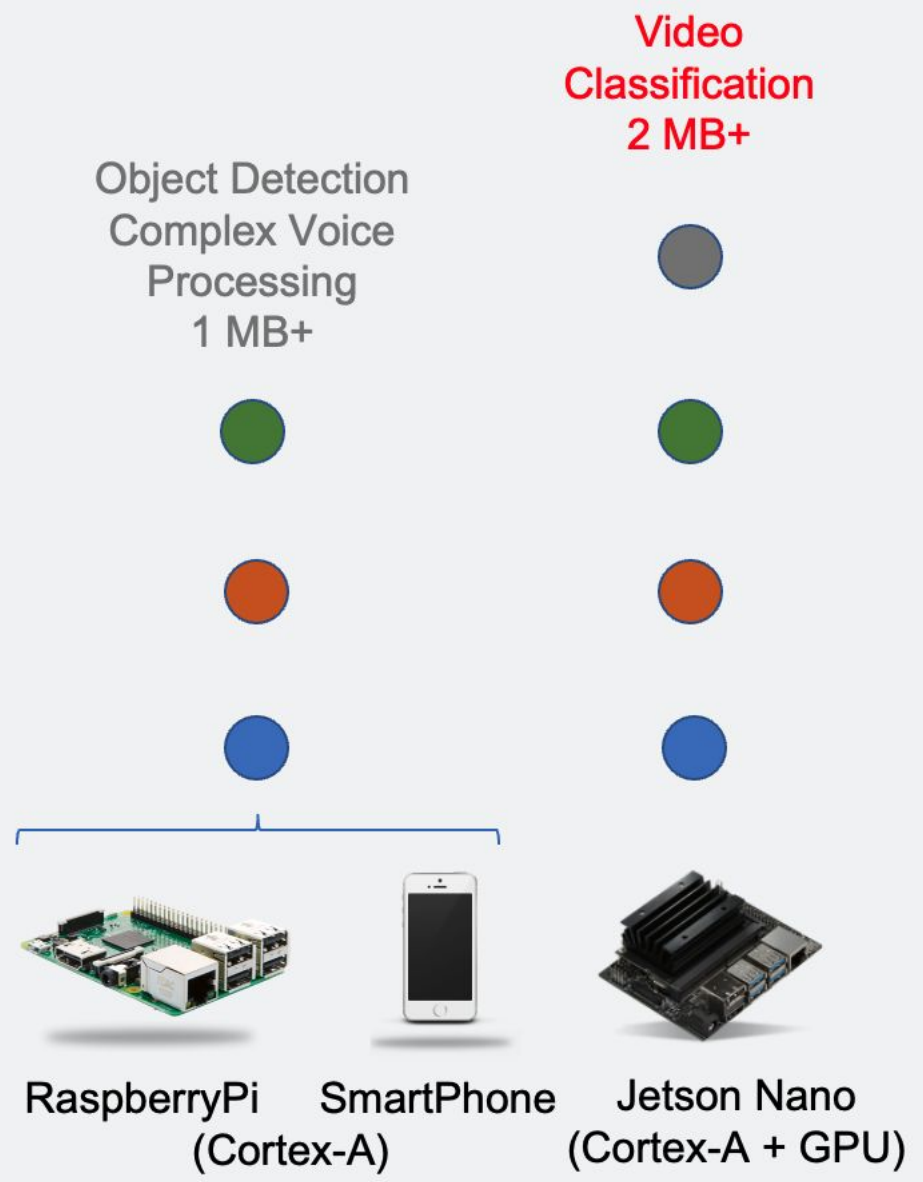 Video
Classification
2 MB+
Object Detection
Complex Voice
Processing
1 MB+
RaspberryPi
SmartPhone
(Cortex-A)
Jetson Nano
(Cortex-A + GPU)